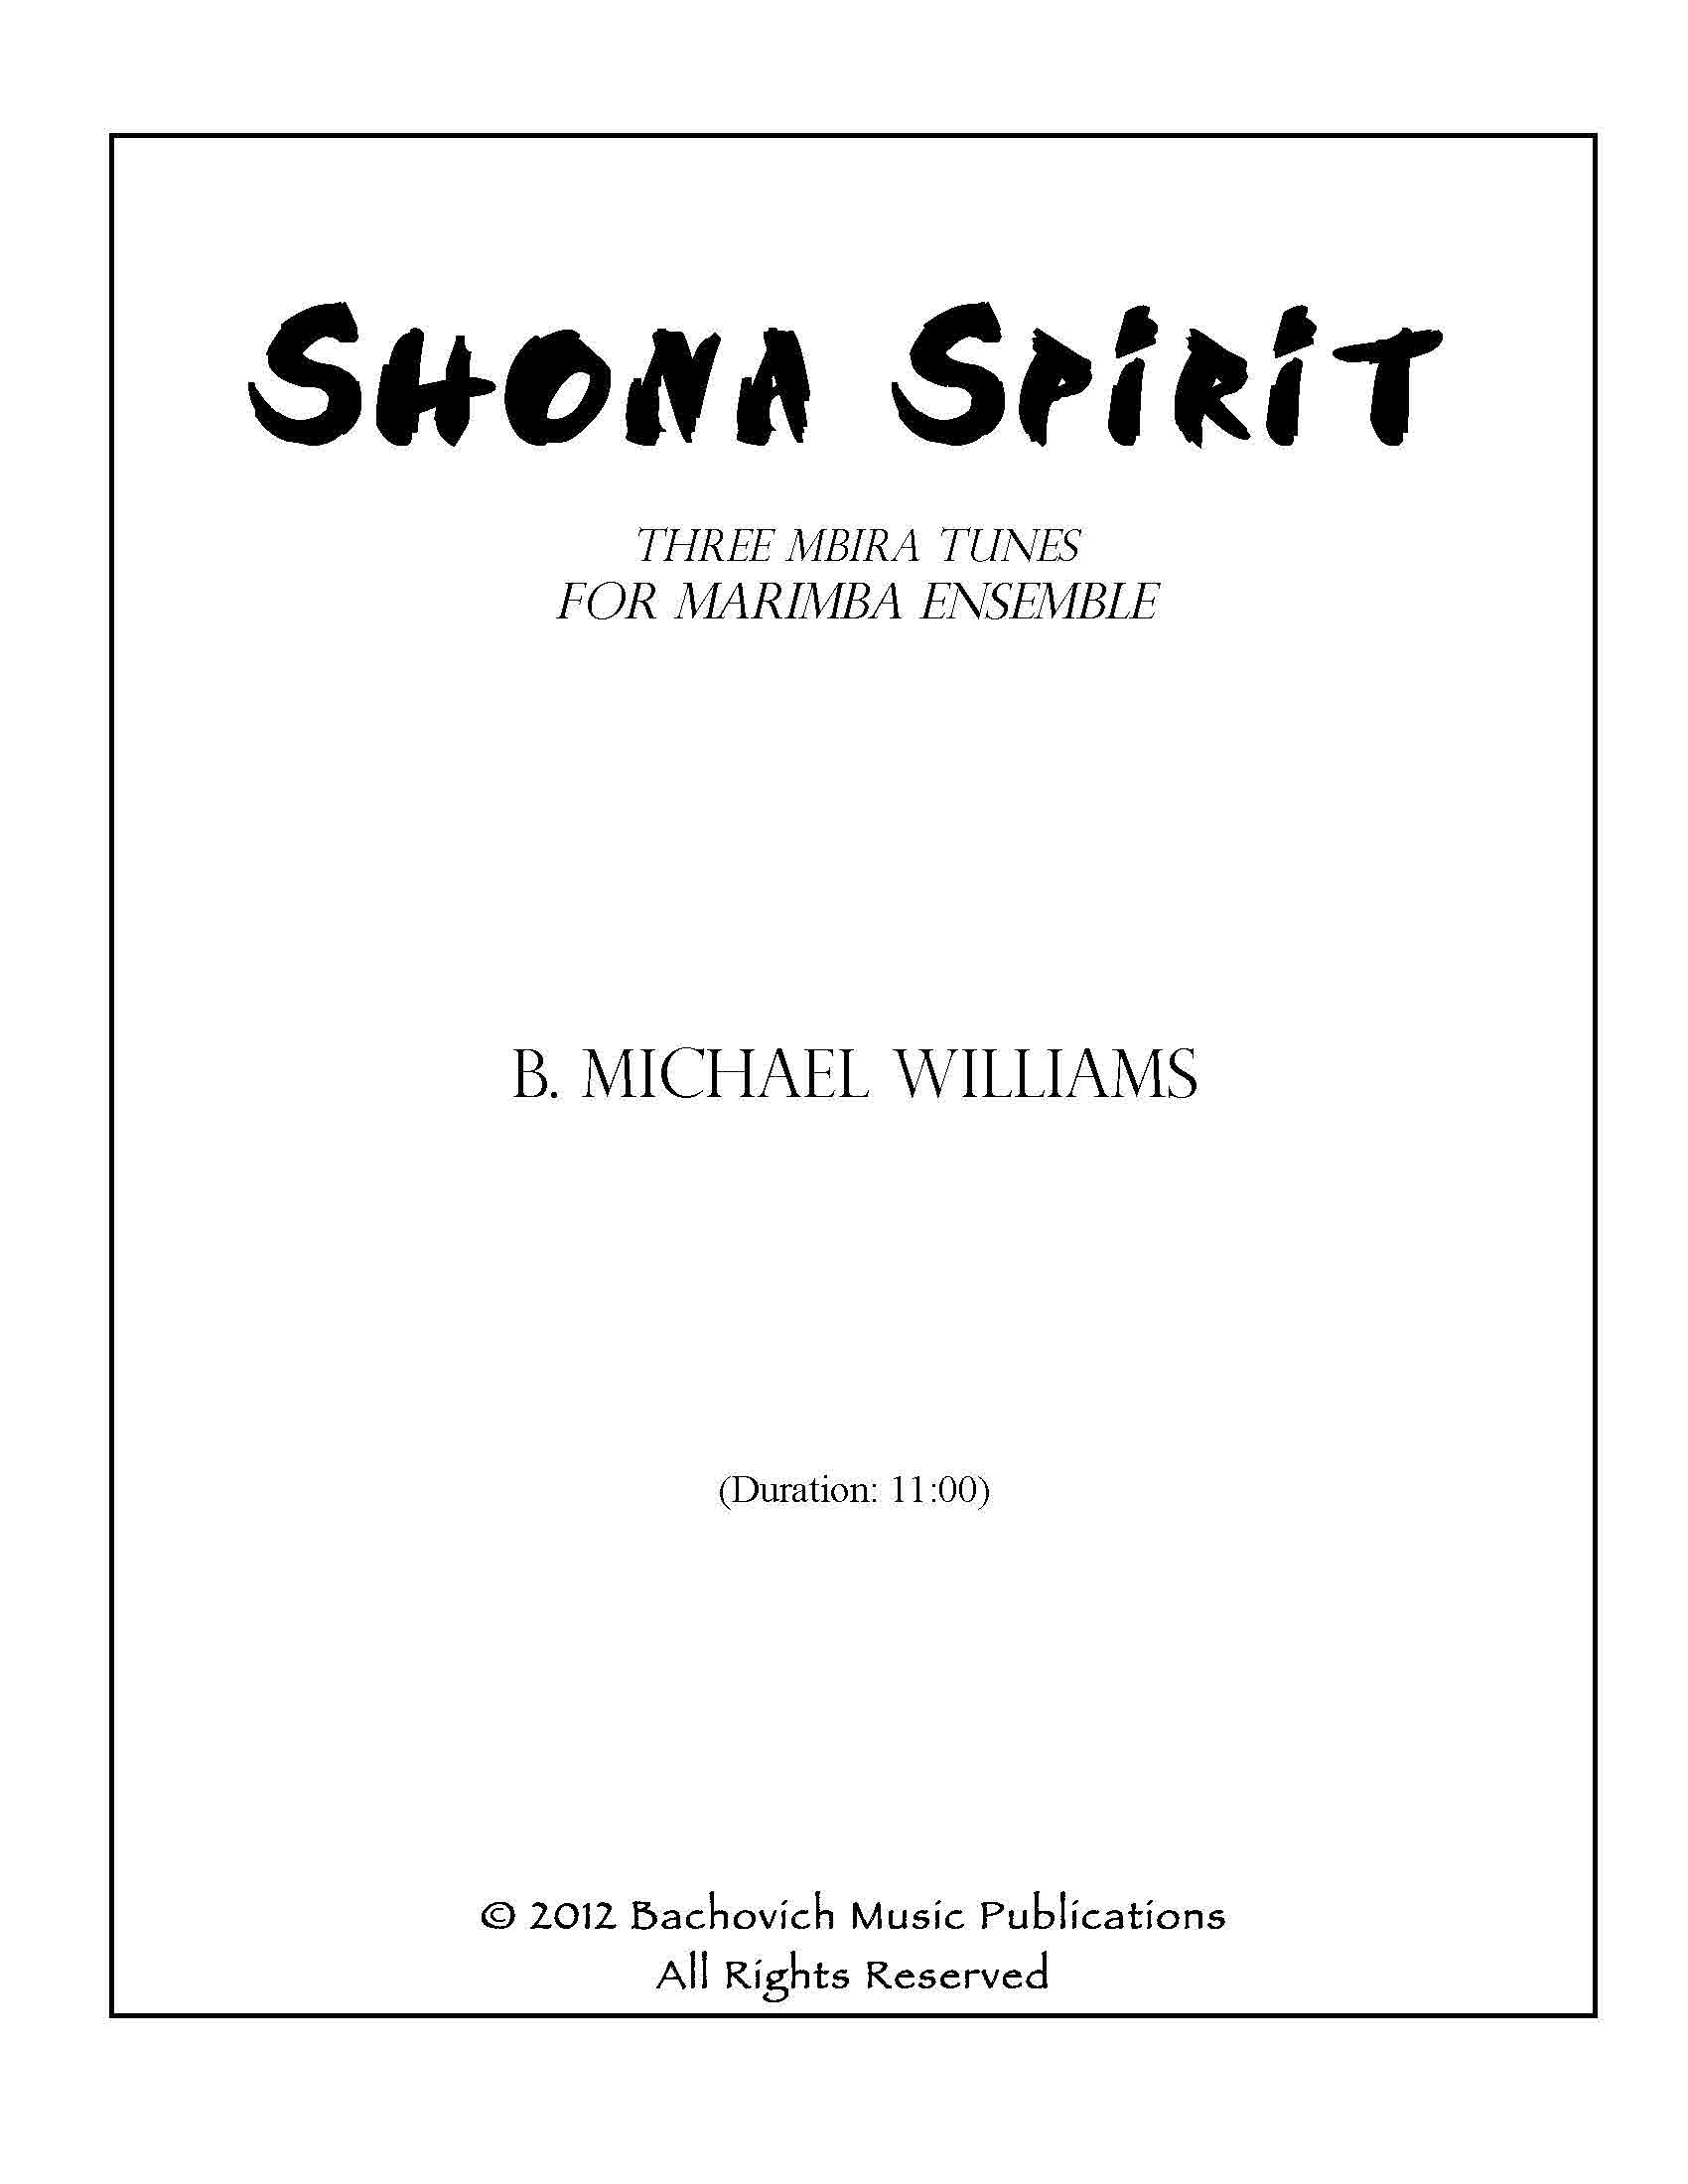 SHONA SPIRIT
THREE MBIRA TUNES
FOR MARIMBA ENSEMBLE
B. MICHAEL WILLIAMS
(Duration: 11:00)
© 2012 Bachovich Music Publications
All Rights Reserved